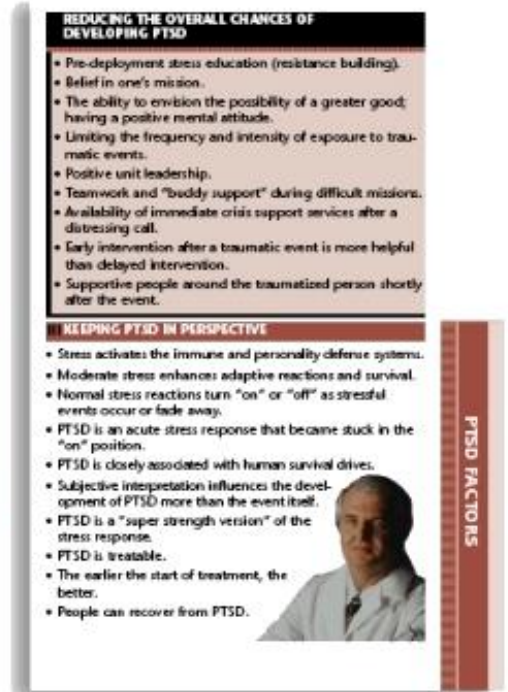 REDUCING THE OVERALL CHANCES OF
DEVELOPING PTSD
• Pre-deployment stress education (resistance building).
• Belief in one's mission.
• The ability to envision the possibility of a greater good;
having a positive mental attitude.
• Limiting the frequency and intensity of exposure to trau-
matic events.
• Positive unit leadership.
• Teamwork and "buddy support" during difficult missions.
• Availability of immediate crisis support services after a
distressing call.
• Early intervention after a traumatic event is more helpful
than delayed intervention.
• Supportive people around the traumatized person shortly
after the event.
KEEPING PTSD IN PERSPECTIVE
• Stress activates the immune and personality defense systems.
• Moderate stress enhances adaptive reactions and survival.
• Normal stress reactions turn "on" or "off" as stressful
events occur or fade away.
• PTSD is an acute stress response that became stuck in the
"on" position.
• PTSD is closely associated with human survival drives.
• Subjective interpretation influences the devel-
opment of PTSD more than the event itself.
• PTSD is a "super strength version" of the
stress response.
• PTSD is treatable.
• The earlier the start of treatment, the
better.
• People can recover from PTSD.
PTSD FACTORS